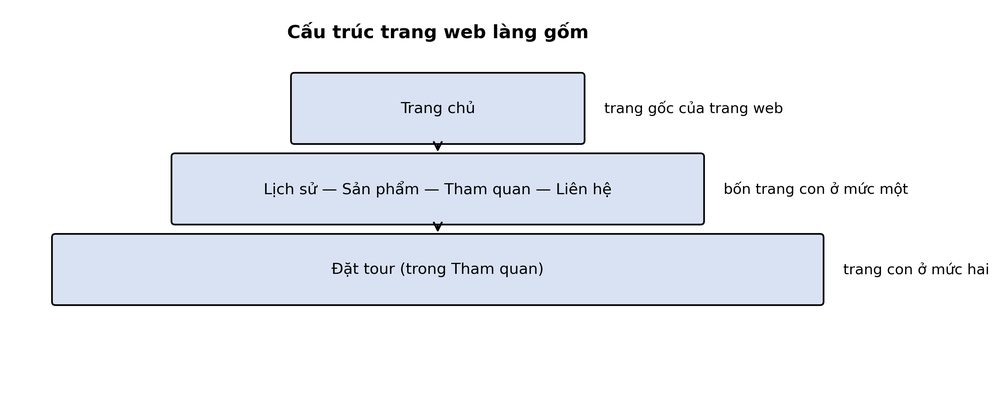 Cấu trúc trang web làng gốm
Trang chủ
trang gốc của trang web
Lịch sử — Sản phẩm — Tham quan — Liên hệ
bốn trang con ở mức một
Đặt tour (trong Tham quan)
trang con ở mức hai